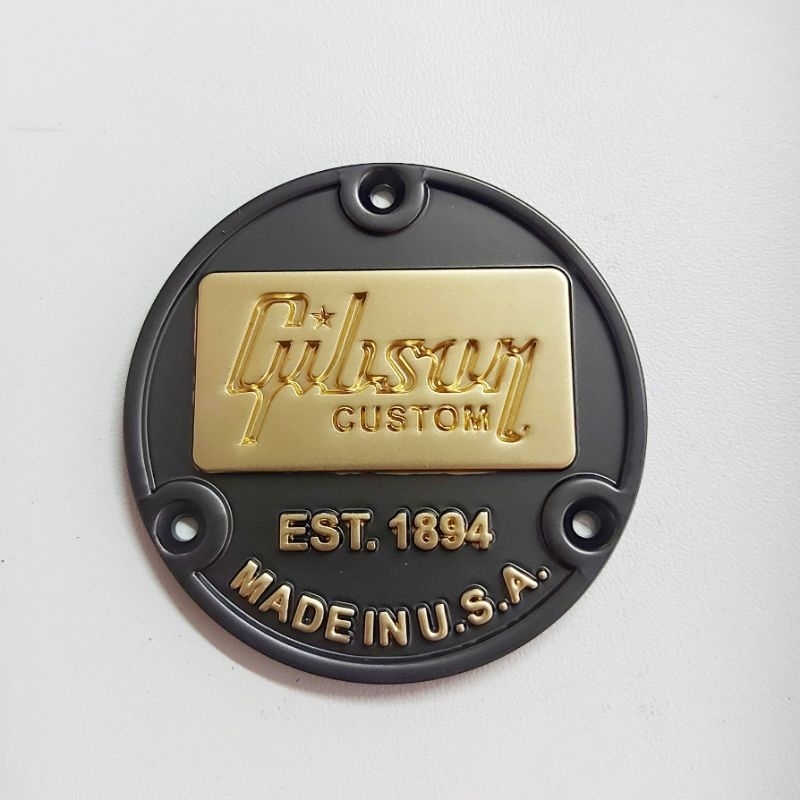 Gibson
CUSTOM
EST. 1894
MADE IN U.S.A.